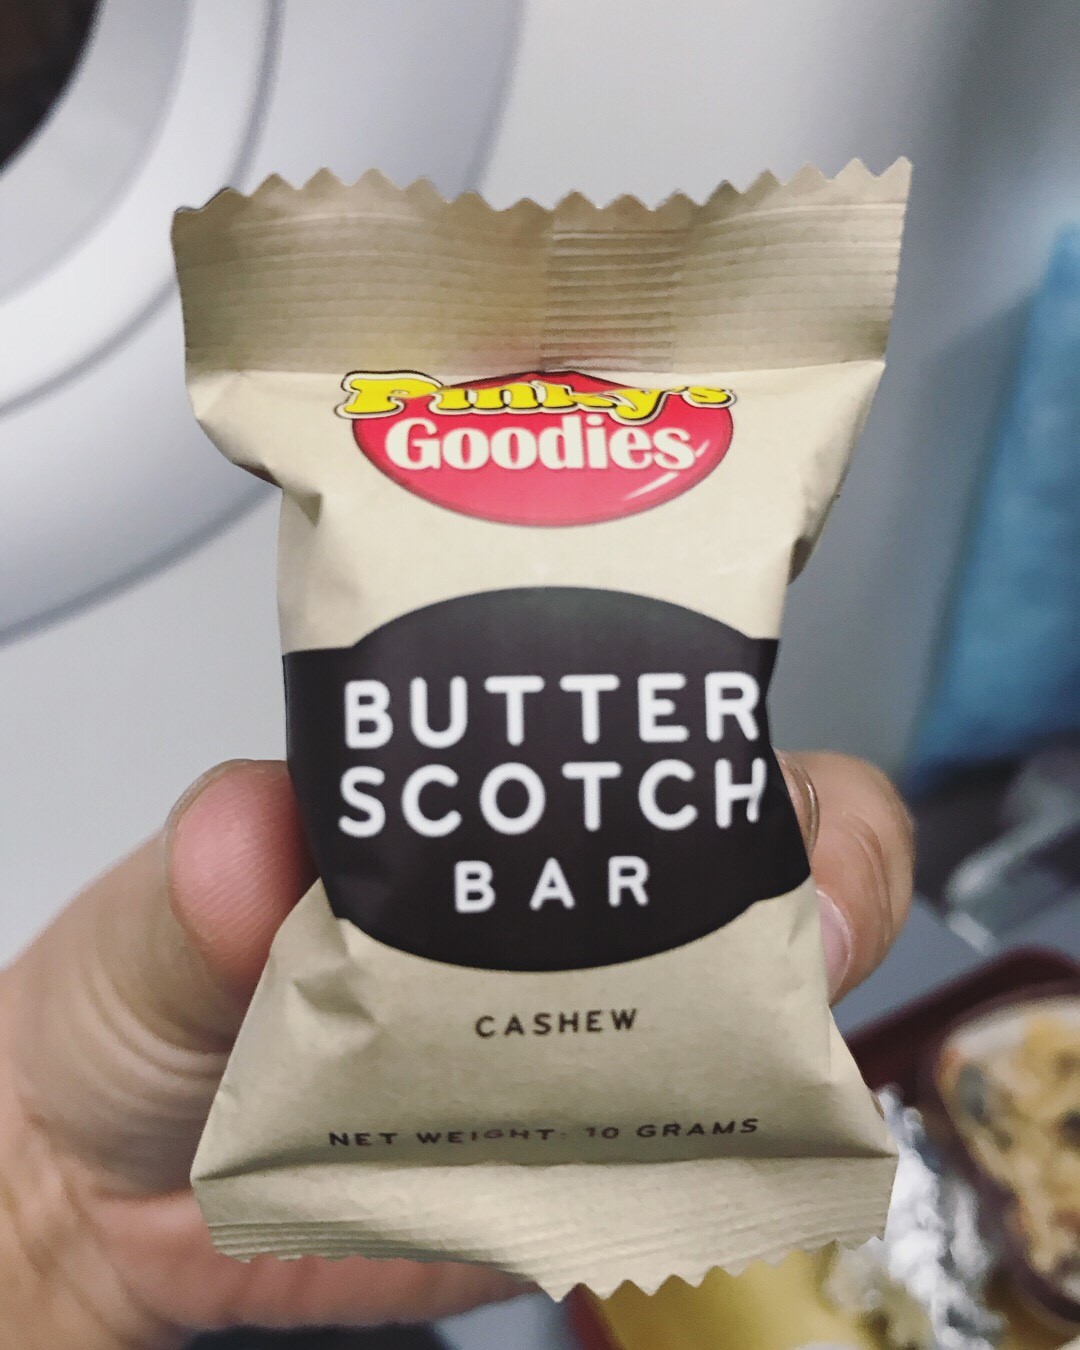 Pinky's
Goodies
BUTTER
SCOTCH
BAR
CASHEW
NET WEIGHT: 10 GRAMS